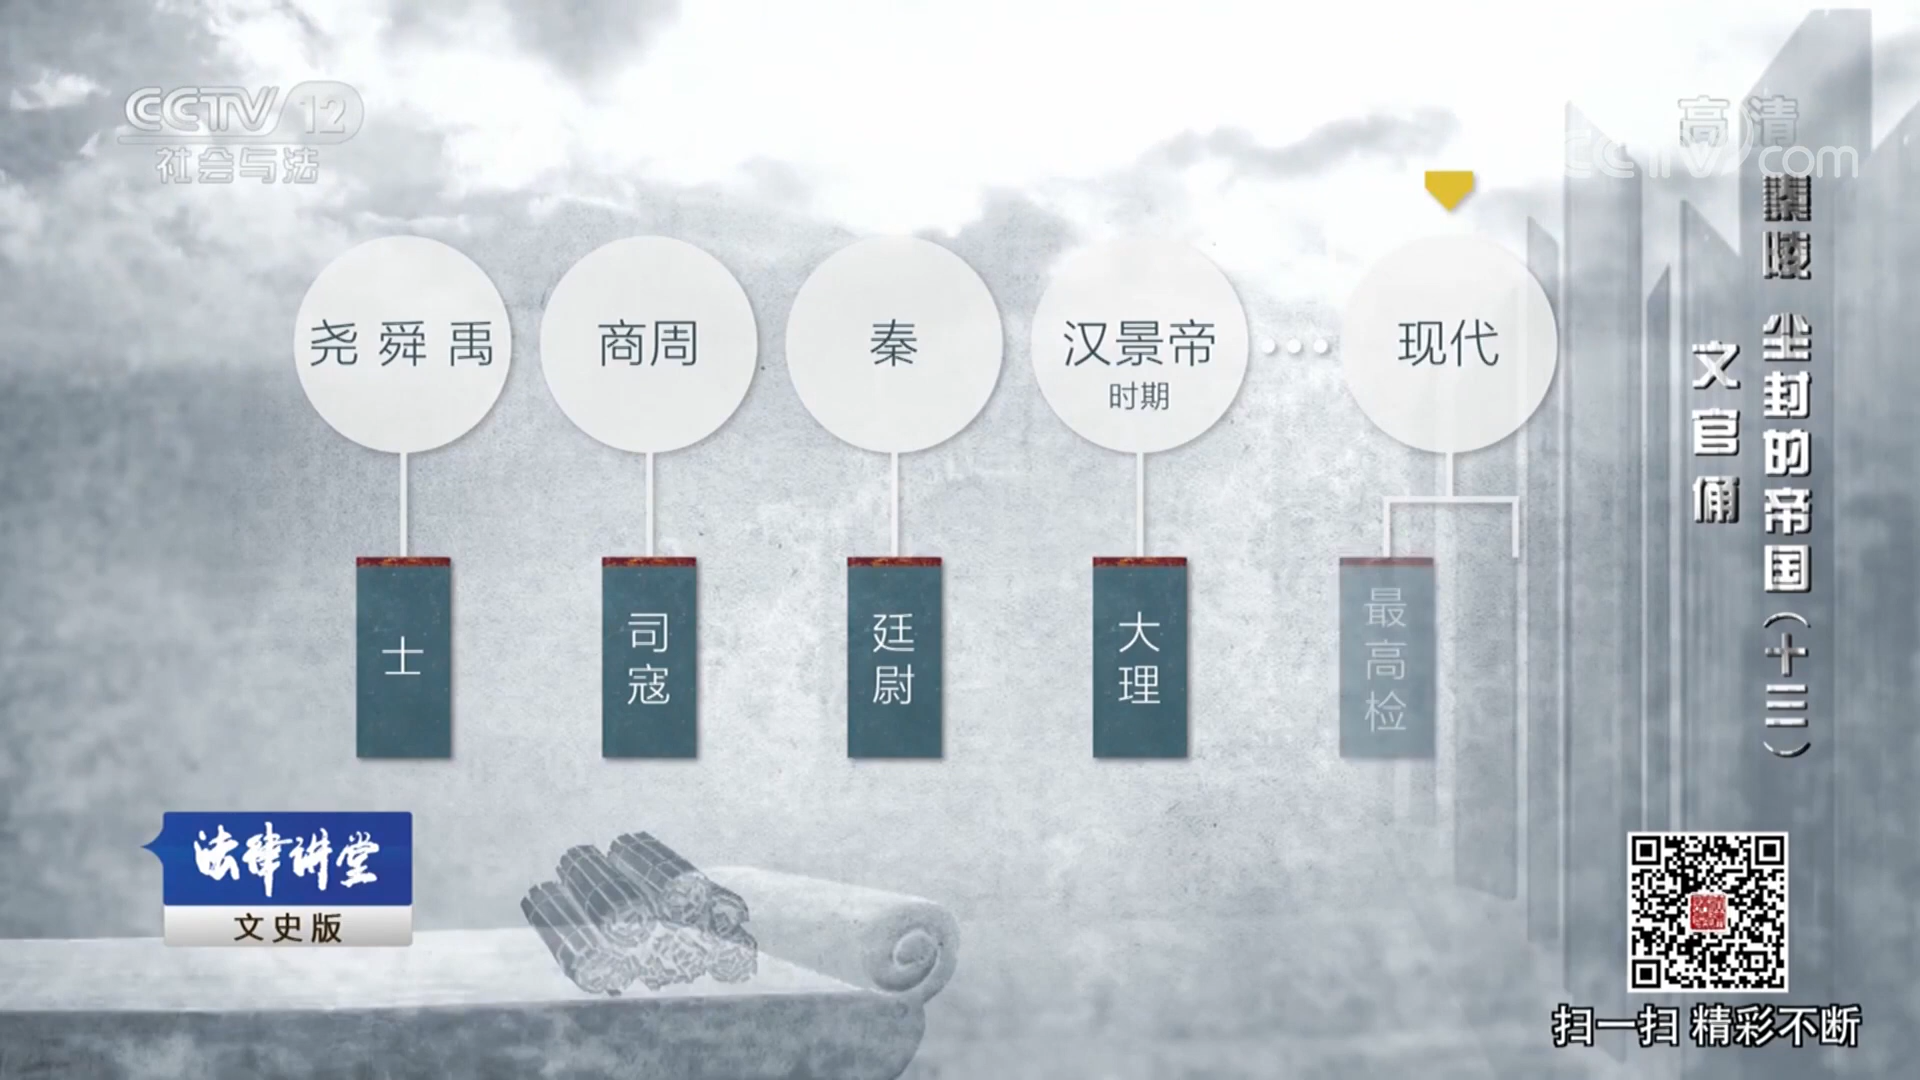 CCTV 12
社会与法
高清
CCTV.com
秦陵 尘封的帝国(十三)
文官俑
尧 舜 禹
商周
秦
汉景帝
时期
现代
士
司寇
廷尉
大理
最高检
法律讲堂
文史版
扫一扫 精彩不断